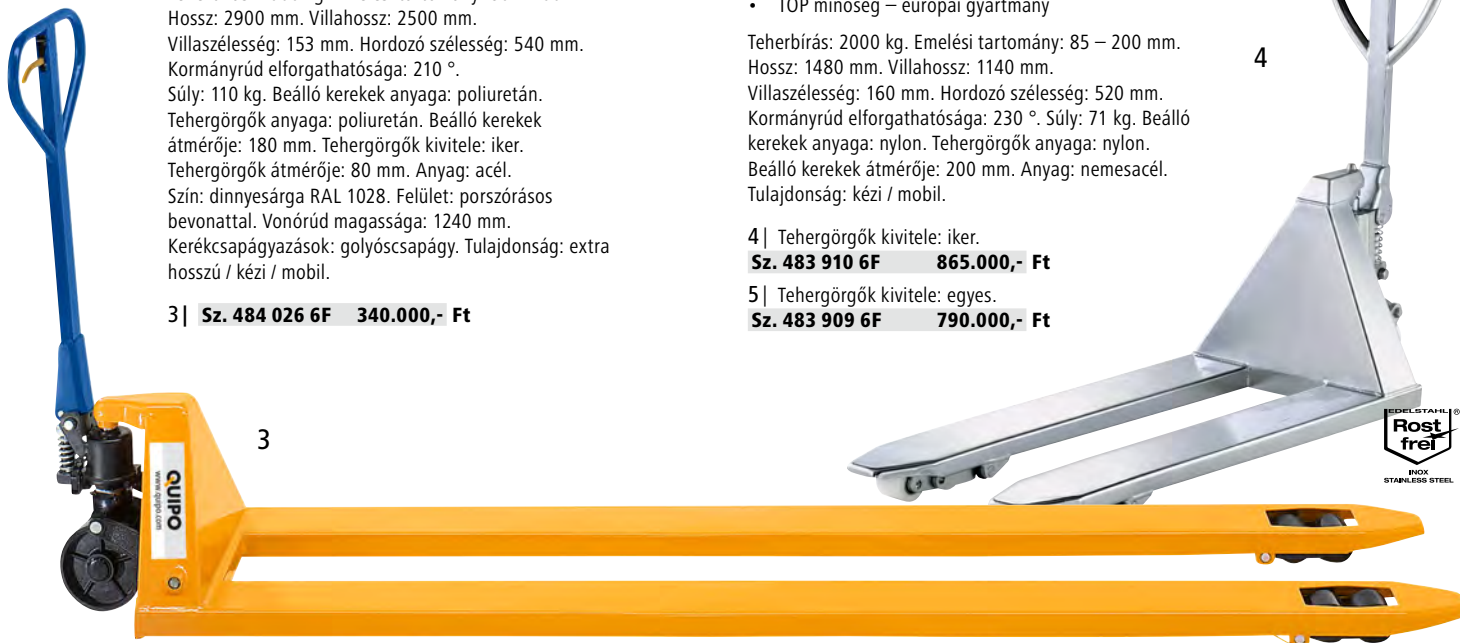 Hossz: 2900 mm. Villahossz: 2500 mm.
Villaszélesség: 153 mm. Hordozó szélesség: 540 mm.
Kormányrúd elforgathatósága: 210 °.
Súly: 110 kg. Beálló kerekek anyaga: poliuretán.
Tehergörgők anyaga: poliuretán. Beálló kerekek
átmérője: 180 mm. Tehergörgők kivitele: iker.
Tehergörgők átmérője: 80 mm. Anyag: acél.
Szín: dinnyesárga RAL 1028. Felület: porszórásos
bevonattal. Vonórúd magassága: 1240 mm.
Kerékcsapágyazások: golyóscsapágy. Tulajdonság: extra
hosszú / kézi / mobil.
3| Sz. 484 026 6F 340.000,- Ft
3
QUIPO
www.quipo.com
• TOP minőség – európai gyártmány
Teherbírás: 2000 kg. Emelési tartomány: 85 – 200 mm.
Hossz: 1480 mm. Villahossz: 1140 mm.
Villaszélesség: 160 mm. Hordozó szélesség: 520 mm.
Kormányrúd elforgathatósága: 230 °. Súly: 71 kg. Beálló
kerekek anyaga: nylon. Tehergörgők anyaga: nylon.
Beálló kerekek átmérője: 200 mm. Anyag: nemesacél.
Tulajdonság: kézi / mobil.
4| Tehergörgők kivitele: iker.
Sz. 483 910 6F 865.000,- Ft
5| Tehergörgők kivitele: egyes.
Sz. 483 909 6F 790.000,- Ft
4
EDELSTAHL ®
Rost
frei
INOX
STAINLESS STEEL